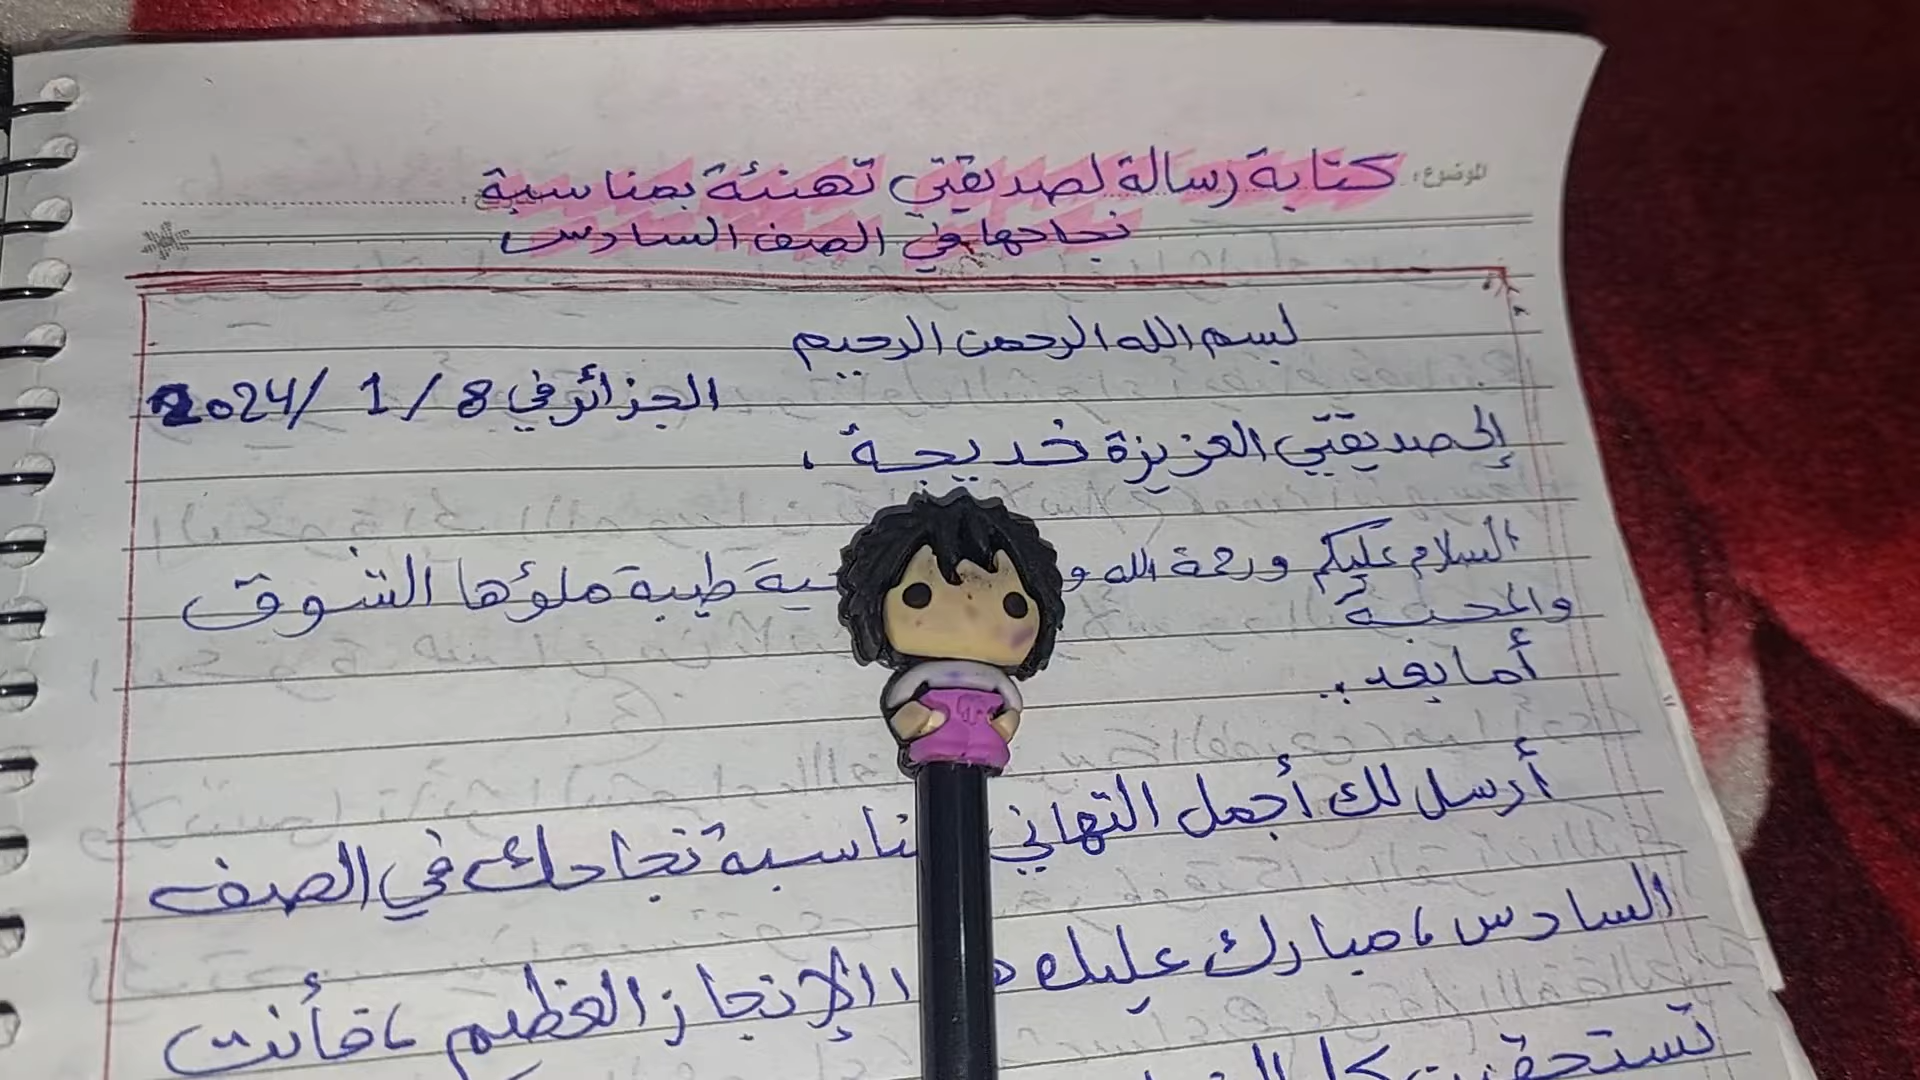 الموضوع:
كتابة رسالة لصديقتي تهنئة بمناسبة
نجاحها في الصف السادس
بسم الله الرحمن الرحيم
الجزائر في 8 / 1 / 2024
إلى صديقتي العزيزة خديجة،
السلام عليكم ورحمة الله و طيبة ملؤها الشوق
والمحبة
أما بعد..
أرسل لك أجمل التهاني نجاحك في الصف
السادس، مبارك عليك الإنجاز العظيم، فأنت
تستحقين كل